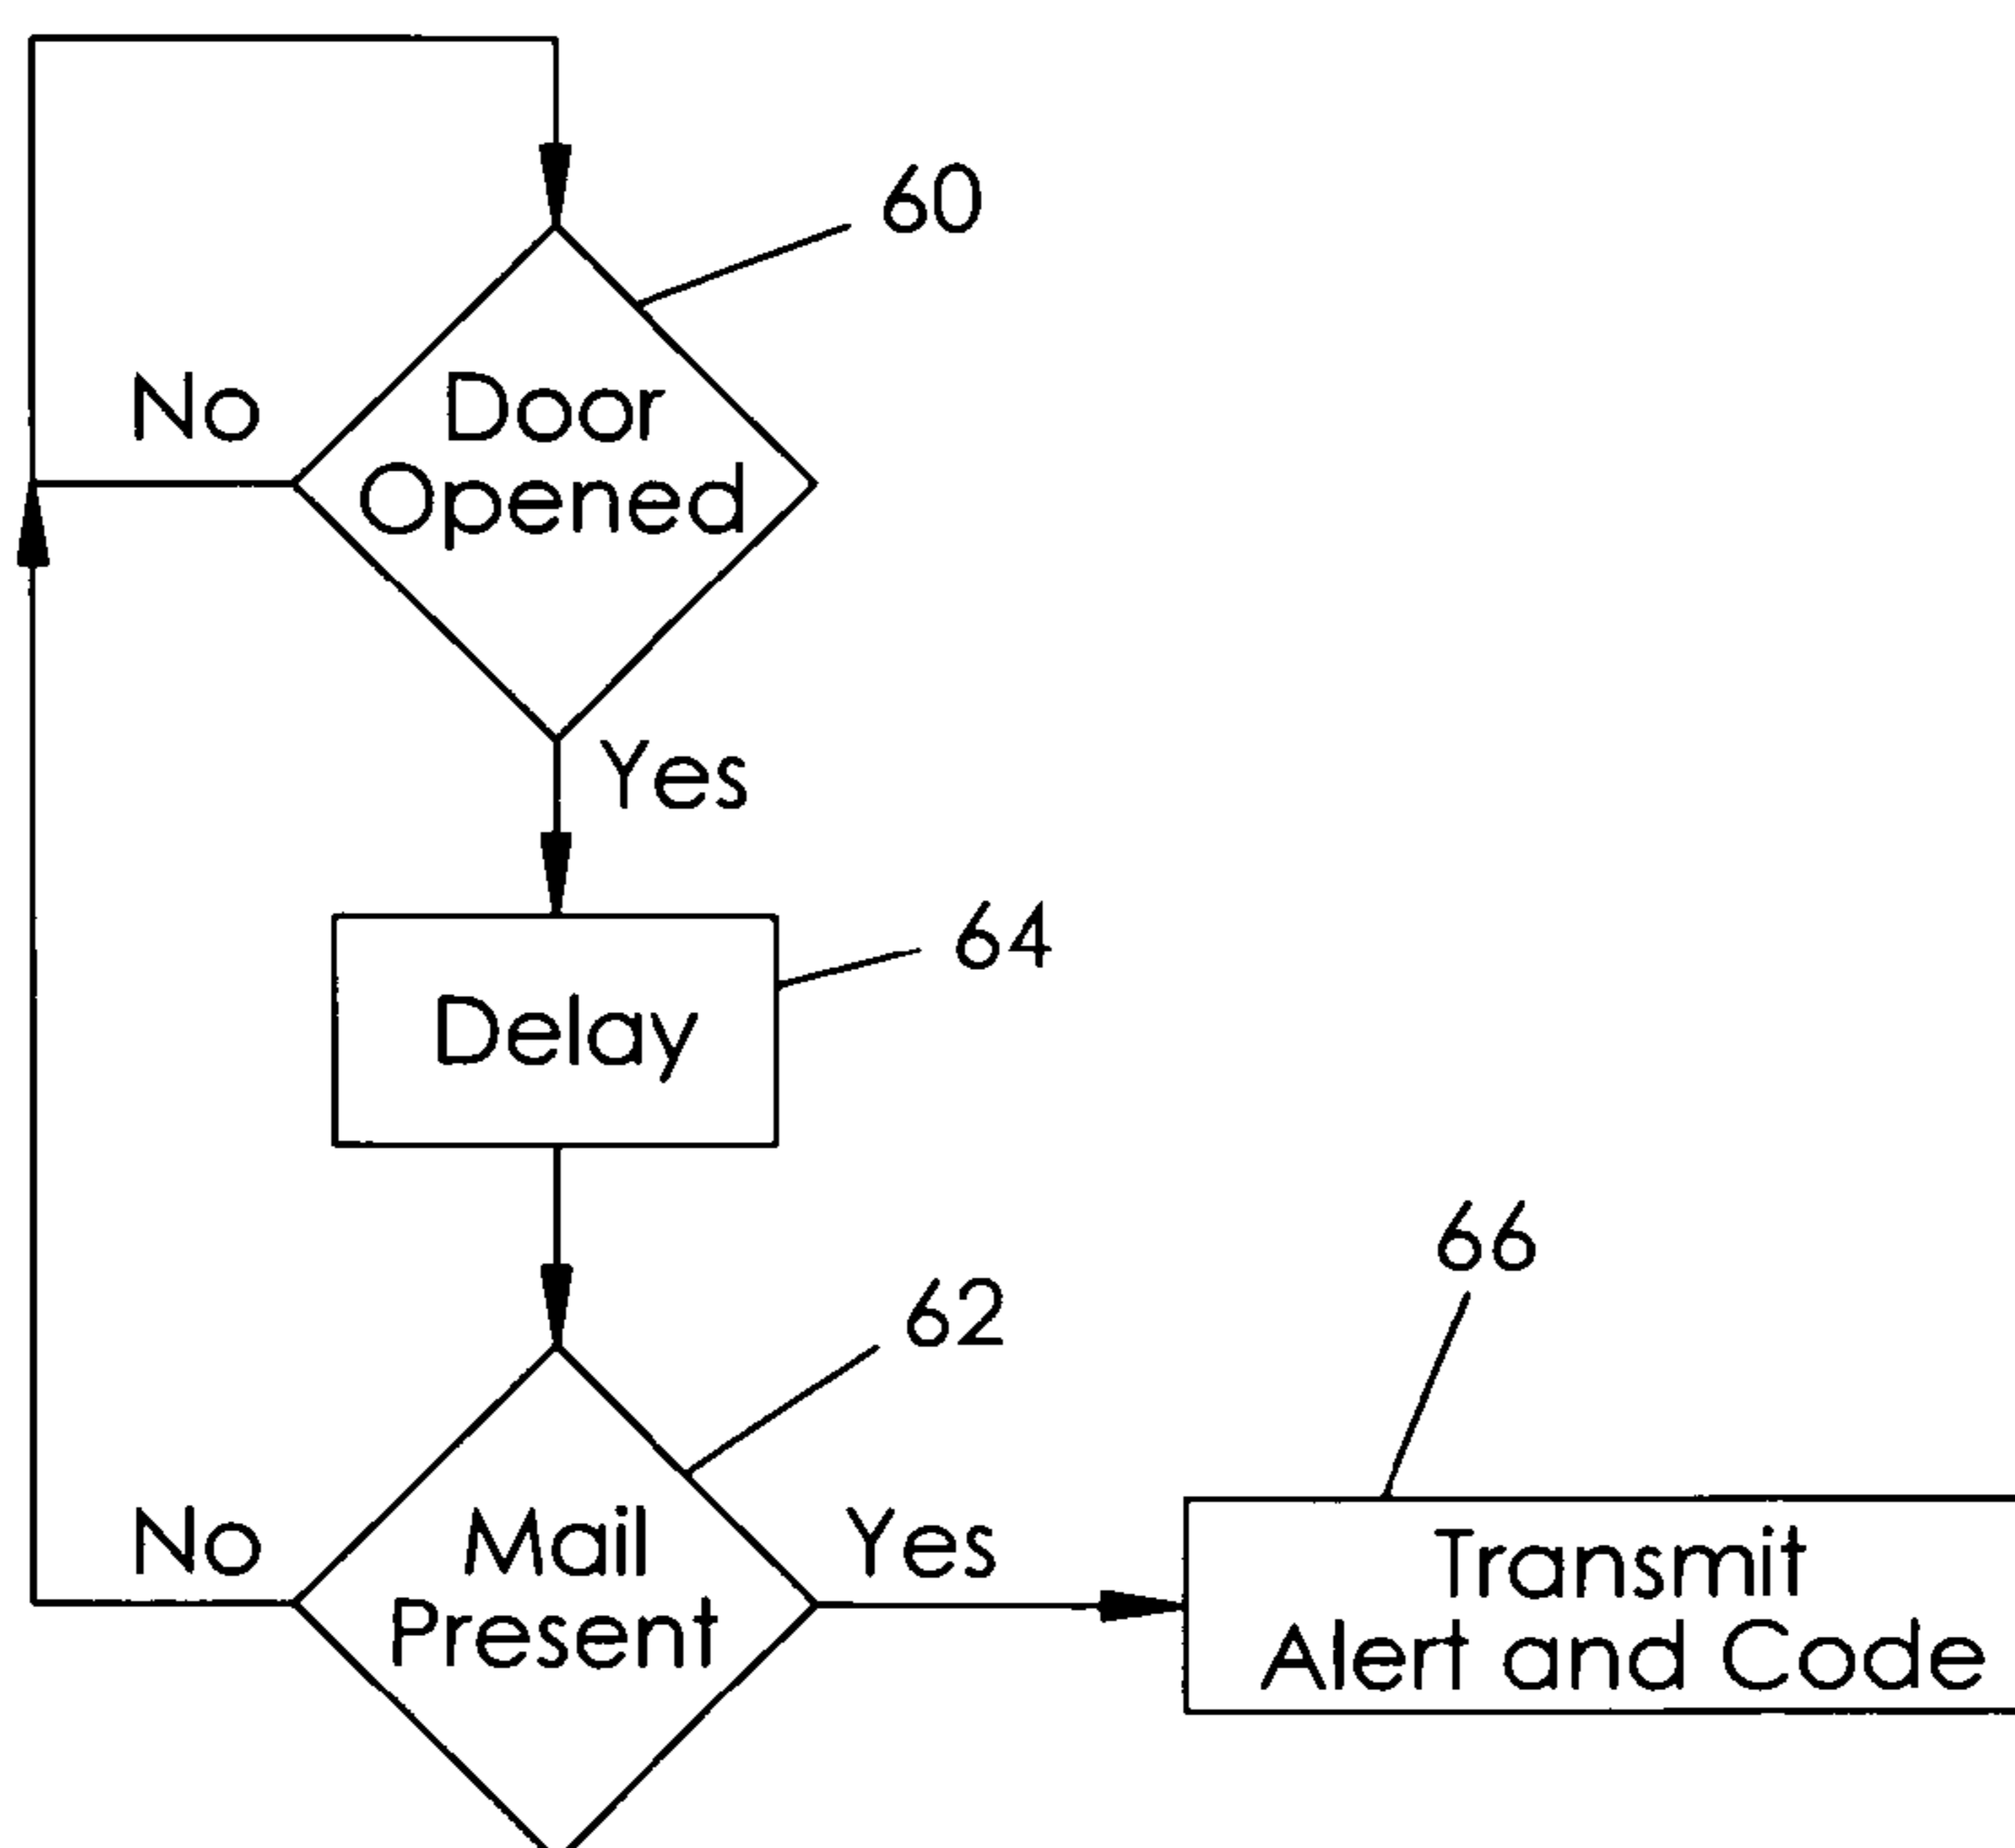 60
No
Door
Opened
Yes
64
Delay
66
62
No
Mail
Present
Yes
Transmit
Alert and Code